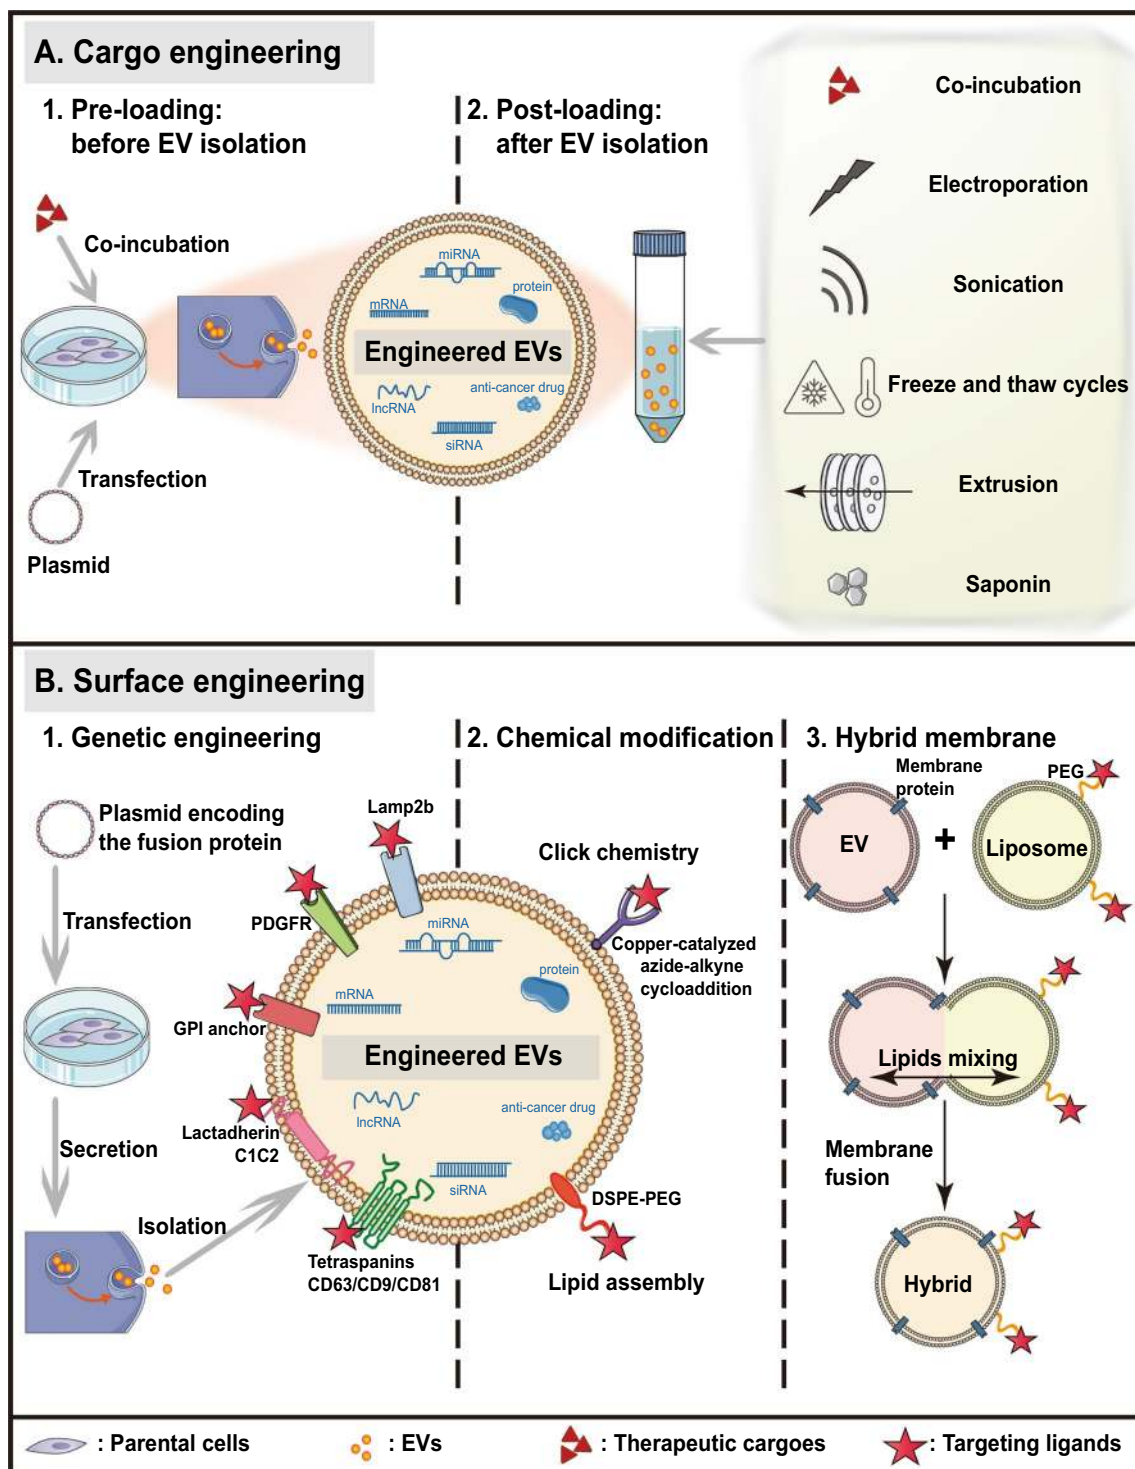 A. Cargo engineering
1. Pre-loading:
before EV isolation
2. Post-loading:
after EV isolation
Co-incubation
Transfection
Plasmid
miRNA
protein
mRNA
Engineered EVs
lncRNA
anti-cancer drug
siRNA
Co-incubation
Electroporation
Sonication
Freeze and thaw cycles
Extrusion
Saponin
B. Surface engineering
1. Genetic engineering
2. Chemical modification
3. Hybrid membrane
Plasmid encoding
the fusion protein
Transfection
Secretion
Isolation
Lamp2b
PDGFR
GPI anchor
Lactadherin
C1C2
Tetraspanins
CD63/CD9/CD81
miRNA
protein
mRNA
Engineered EVs
lncRNA
anti-cancer drug
siRNA
Click chemistry
Copper-catalyzed
azide-alkyne
cycloaddition
DSPE-PEG
Lipid assembly
Membrane
protein
PEG
EV
+
Liposome
Lipids mixing
Membrane
fusion
Hybrid
: Parental cells
: EVs
: Therapeutic cargoes
: Targeting ligands